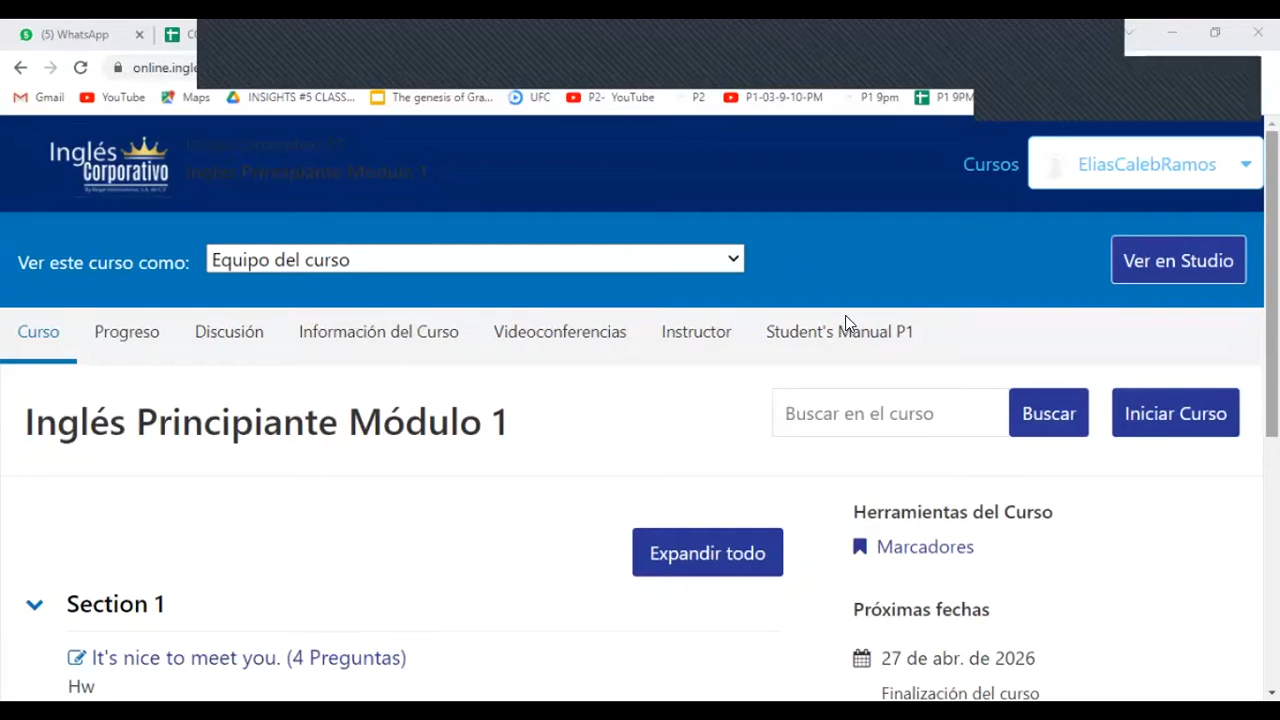 (5) WhatsApp
online.ingle
Gmail YouTube Maps INSIGHTS #5 CLASS... The genesis of Gra... UFC P2- YouTube P2 P1-03-9-10-PM P1 9pm P1 9PM
Inglés Corporativo
Inglés Principiante Módulo 1
Cursos EliasCalebRamos
Ver este curso como: Equipo del curso Ver en Studio
Curso Progreso Discusión Información del Curso Videoconferencias Instructor Student's Manual P1
Inglés Principiante Módulo 1 Buscar en el curso Buscar Iniciar Curso
Expandir todo
Herramientas del Curso
Marcadores
Section 1
Próximas fechas
It's nice to meet you. (4 Preguntas)
27 de abr. de 2026
Hw
Finalización del curso